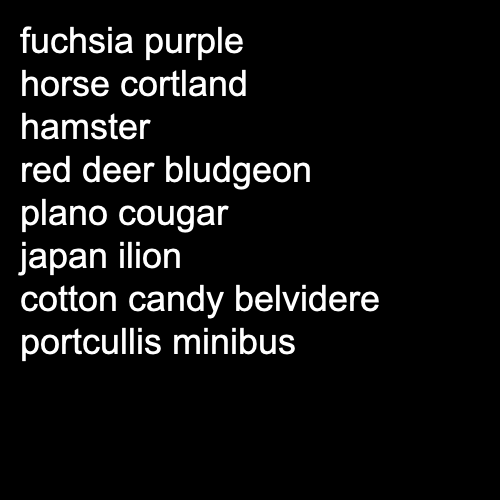 fuchsia purple
horse cortland
hamster
red deer bludgeon
plano cougar
japan ilion
cotton candy belvidere
portcullis minibus